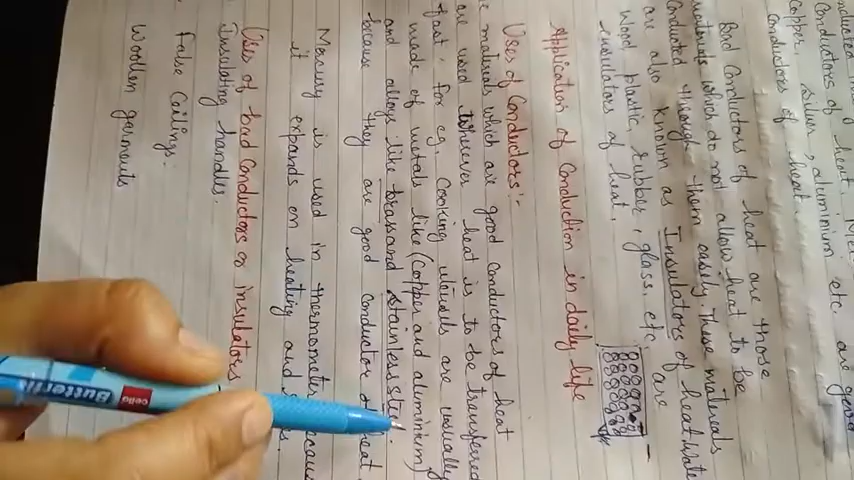 Conductors of heart. Met
Copper, silver, aluminium etc. are good
conductors of heart.
Bad Conductors of heat are those
materials which do not allow heat to be
Conducted through them easily. These materials
are also known as Insulators of heat. are
Wood plastic, rubber, glass, etc
insulators of heat.
Application of Conduction in daily life
Uses of Conductors:-
materials which are good conductors of heat
are used wherever heat is to be transferred
fast. for eg. Cooking utensils are usually
made of metals like (Copper and aluminium)
and alloys like brass and stainless
because they are good conductor heat.
Mercury is used in thermometer
it expands on heating and
Uses of bad Conductors or insulators
Insulating handles.
False Ceilings.
Woollen garments
Butterfl
cello